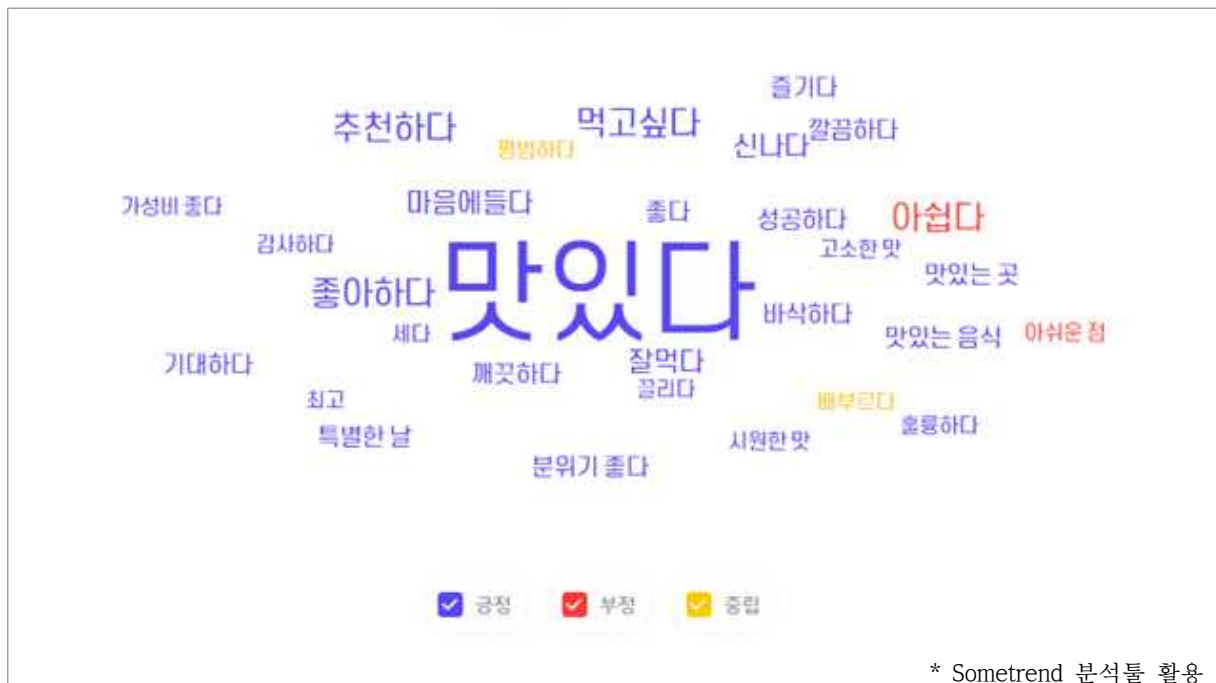 즐기다
추천하다
먹고싶다
깔끔하다
신나다
평범하다
가성비 좋다
마음에들다
좋다
성공하다
아쉽다
감사하다
고소한 맛
맛있다
맛있는 곳
좋아하다
바삭하다
세다
맛있는 음식
아쉬운 점
기대하다
깨끗하다
잘먹다
끌리다
최고
배부르다
특별한 날
시원한 맛
훌륭하다
분위기 좋다
긍정 부정 중립
* Sometrend 분석툴 활용